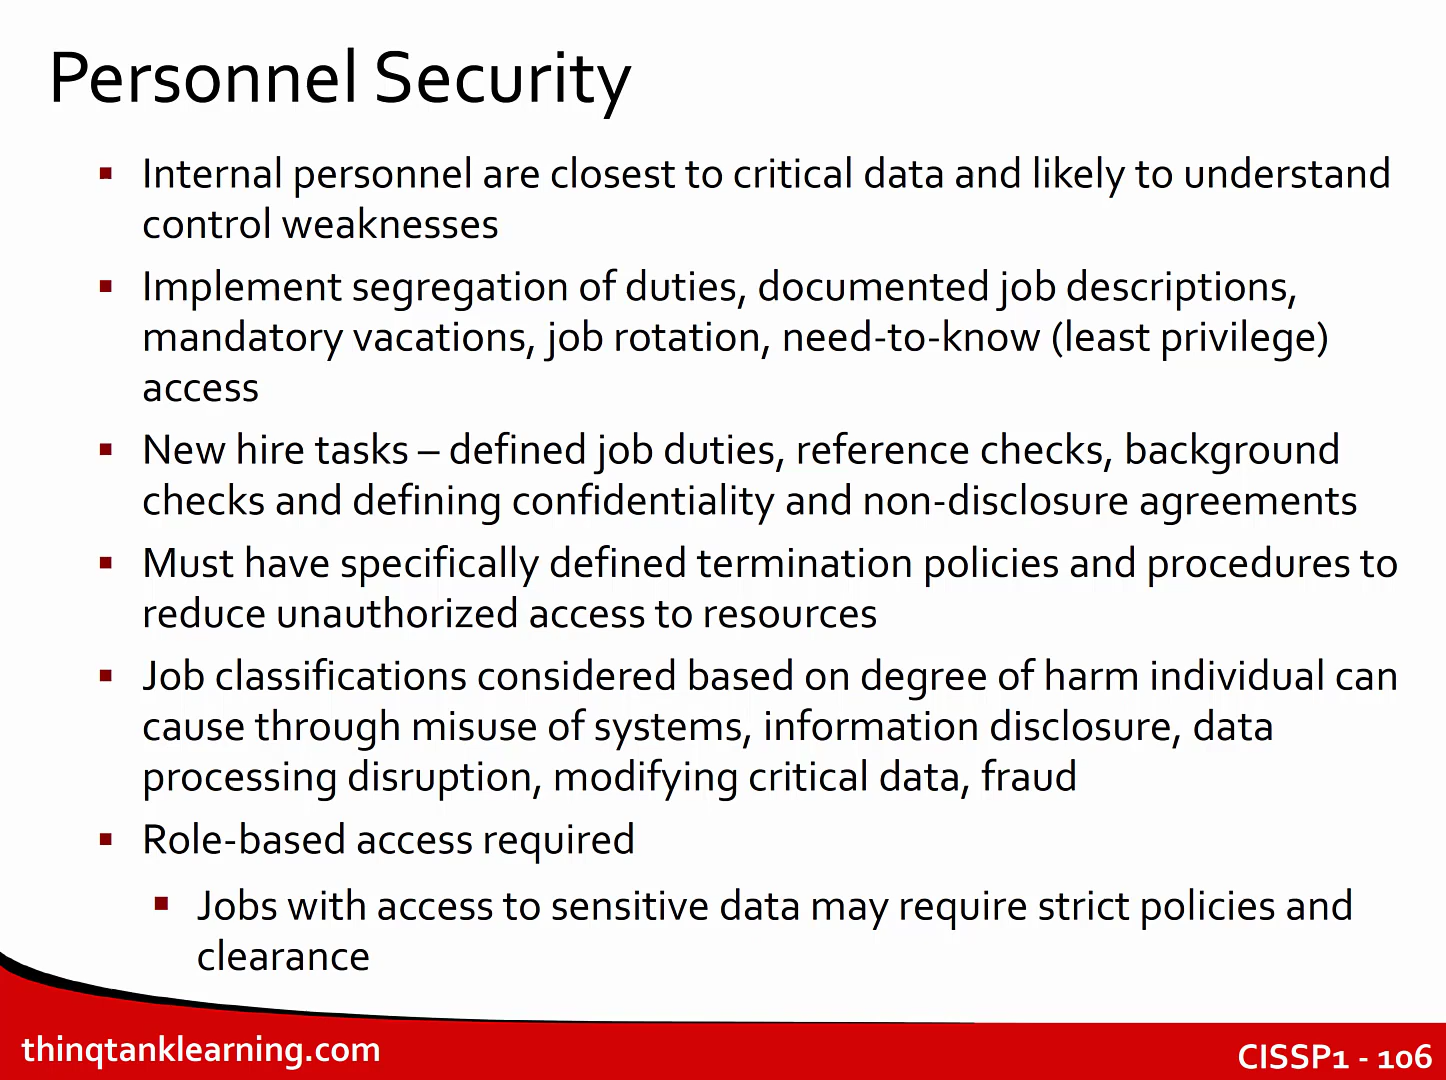 Personnel Security
Internal personnel are closest to critical data and likely to understand
control weaknesses
Implement segregation of duties, documented job descriptions,
mandatory vacations, job rotation, need-to-know (least privilege)
access
New hire tasks – defined job duties, reference checks, background
checks and defining confidentiality and non-disclosure agreements
Must have specifically defined termination policies and procedures to
reduce unauthorized access to resources
Job classifications considered based on degree of harm individual can
cause through misuse of systems, information disclosure, data
processing disruption, modifying critical data, fraud
Role-based access required
Jobs with access to sensitive data may require strict policies and
clearance
thinqtanklearning.com
CISSP1 - 106